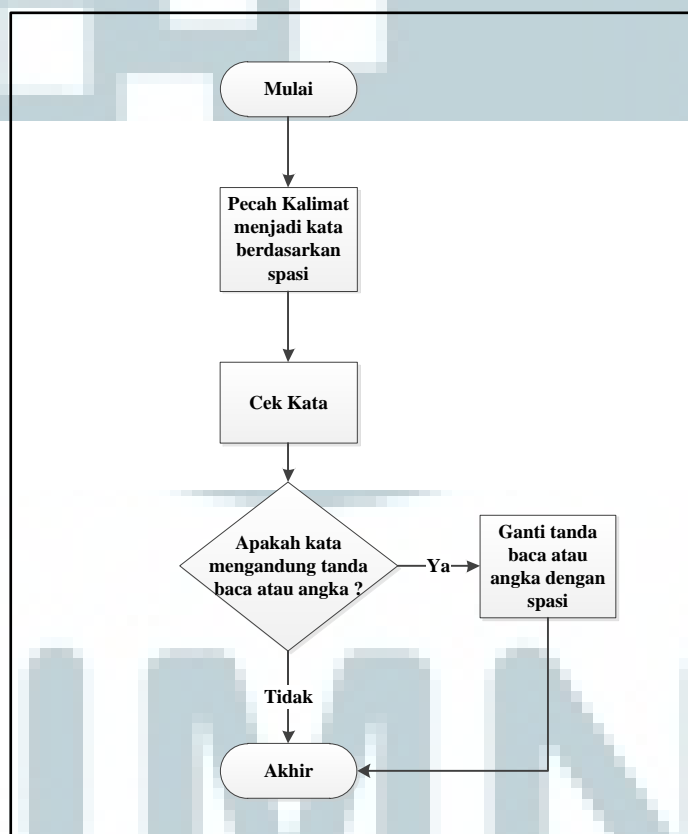 Mulai
Pecah Kalimat
menjadi kata
berdasarkan
spasi
Cek Kata
Apakah kata
mengandung tanda
baca atau angka ?
Ya
Ganti tanda
baca atau
angka dengan
spasi
Tidak
Akhir